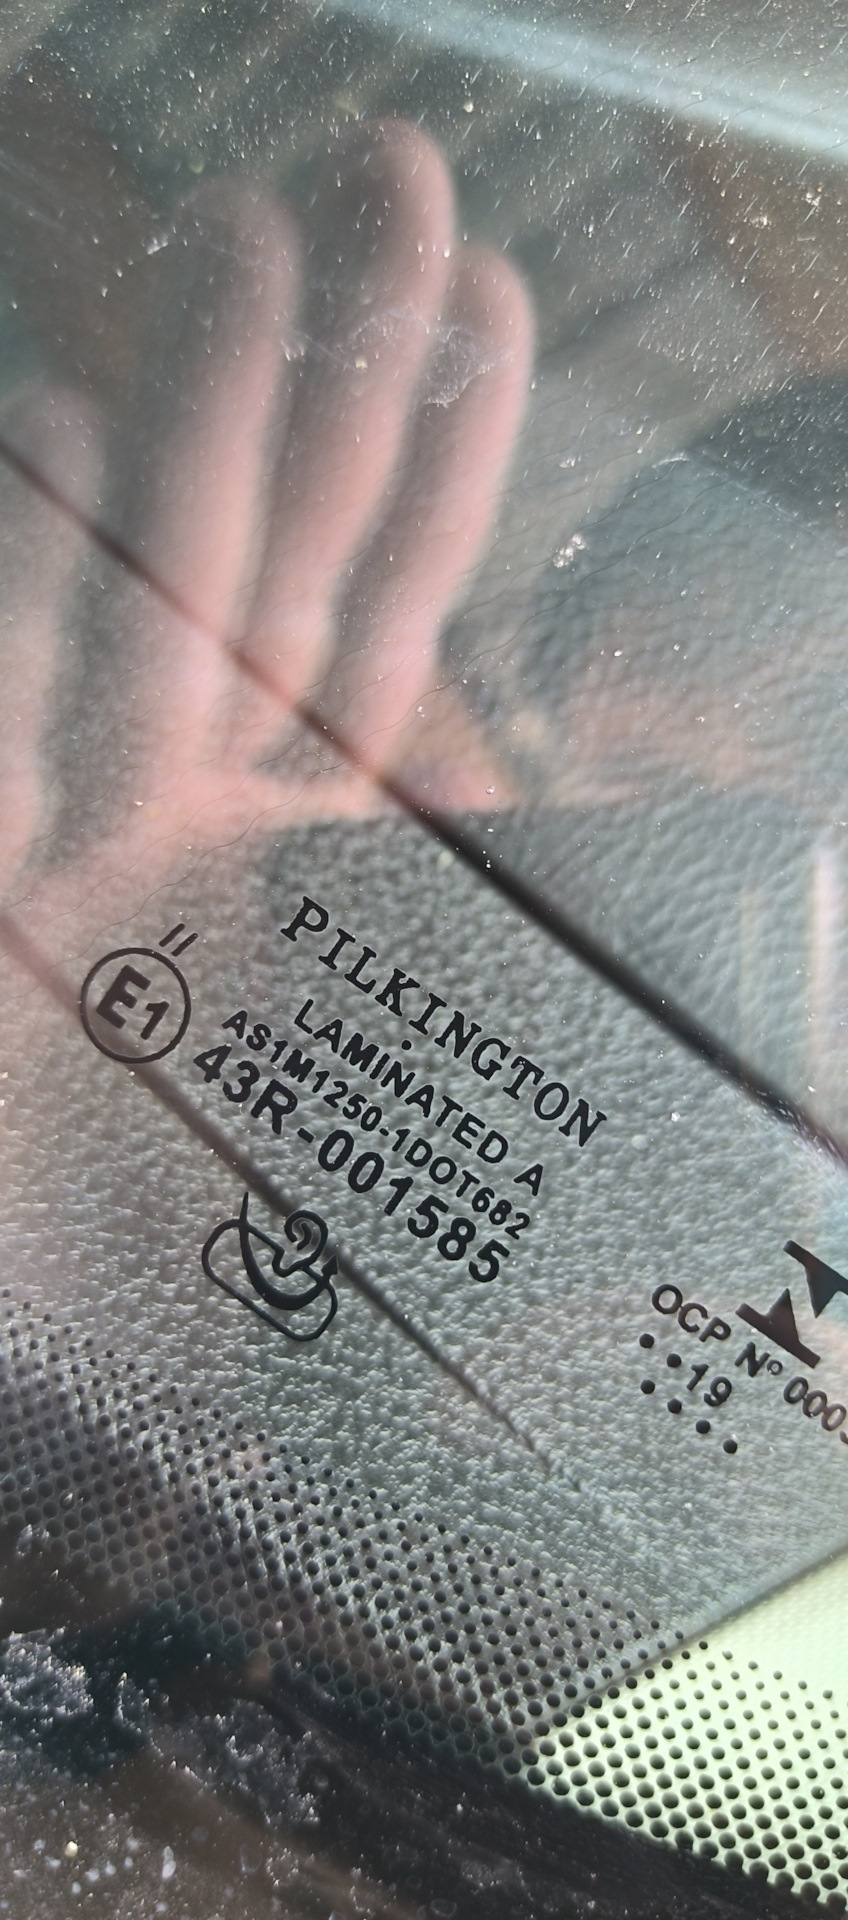 //
E1
PILKINGTON
LAMINATED A
AS1M1250-1DOT682
43R-001585
OCP Nº 000
19